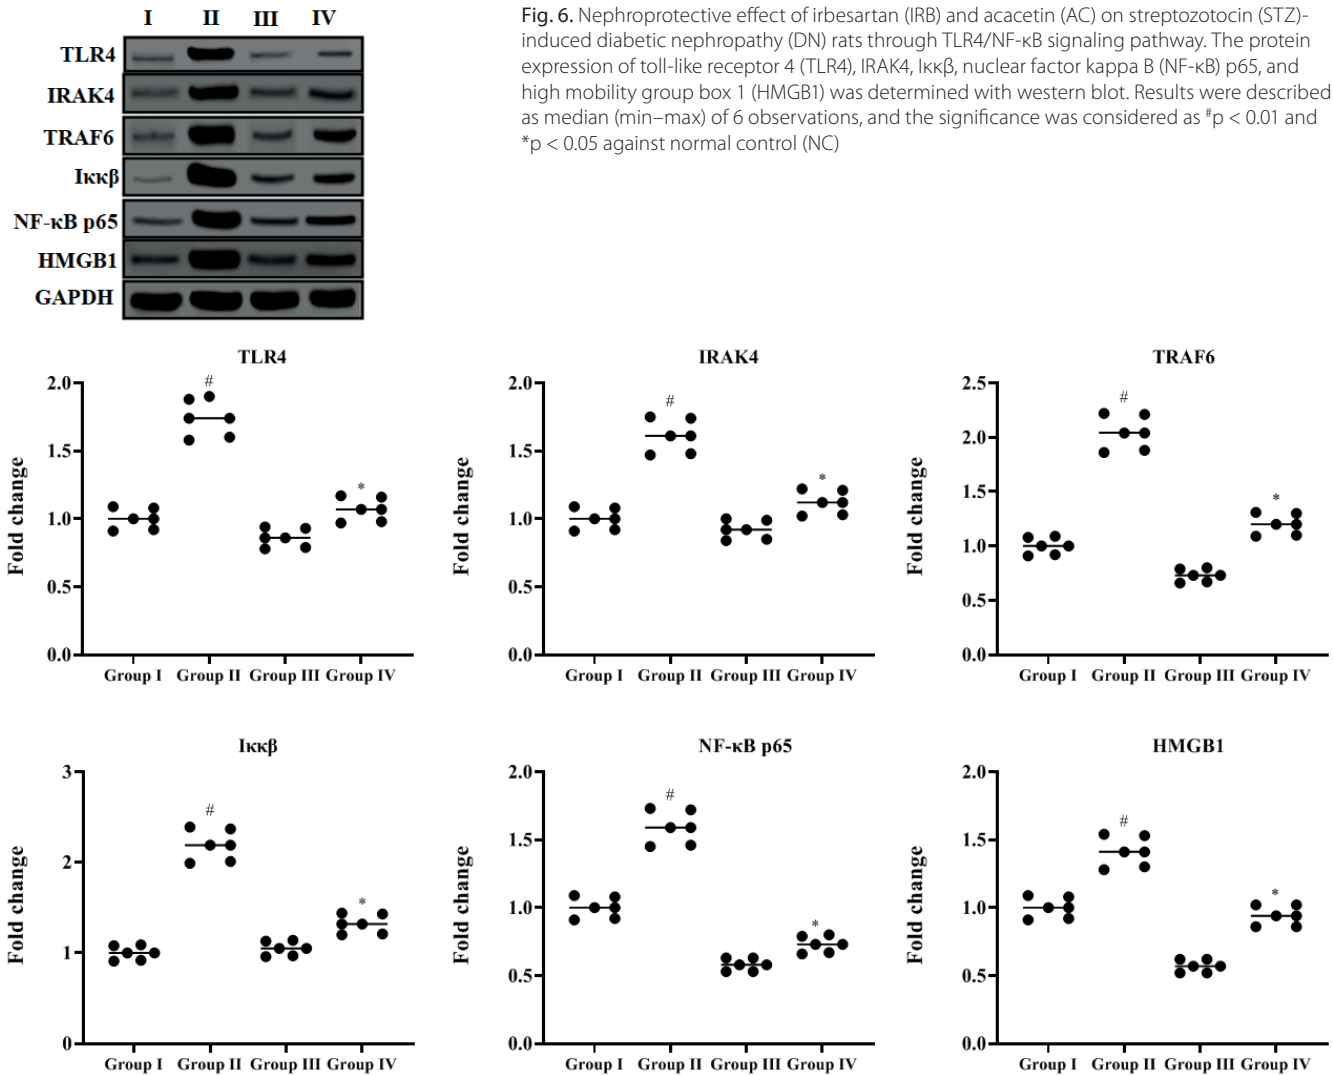 I II III IV
TLR4
IRAK4
TRAF6
Iκκβ
NF-κB p65
HMGB1
GAPDH
Fig. 6. Nephroprotective effect of irbesartan (IRB) and acacetin (AC) on streptozotocin (STZ)-
induced diabetic nephropathy (DN) rats through TLR4/NF-κB signaling pathway. The protein
expression of toll-like receptor 4 (TLR4), IRAK4, Iκκβ, nuclear factor kappa B (NF-κB) p65, and
high mobility group box 1 (HMGB1) was determined with western blot. Results were described
as median (min–max) of 6 observations, and the significance was considered as #p < 0.01 and
*p < 0.05 against normal control (NC)
TLR4
Fold change
2.0
1.5
1.0
0.5
0.0
#
*
Group I Group II Group III Group IV
IRAK4
Fold change
2.0
1.5
1.0
0.5
0.0
#
*
Group I Group II Group III Group IV
TRAF6
Fold change
2.5
2.0
1.5
1.0
0.5
0.0
#
*
Group I Group II Group III Group IV
Iκκβ
Fold change
3
2
1
0
#
*
Group I Group II Group III Group IV
NF-κB p65
Fold change
2.0
1.5
1.0
0.5
0.0
#
*
Group I Group II Group III Group IV
HMGB1
Fold change
2.0
1.5
1.0
0.5
0.0
#
*
Group I Group II Group III Group IV